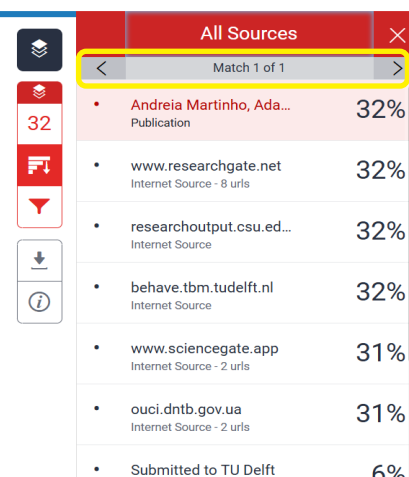 All Sources
Match 1 of 1
32
Andreia Martinho, Ada...
Publication
32%
www.researchgate.net
Internet Source - 8 urls
32%
researchoutput.csu.ed...
Internet Source
32%
behave.tbm.tudelft.nl
Internet Source
32%
www.sciencegate.app
Internet Source - 2 urls
31%
ouci.dntb.gov.ua
Internet Source - 2 urls
31%
Submitted to TU Delft
6%